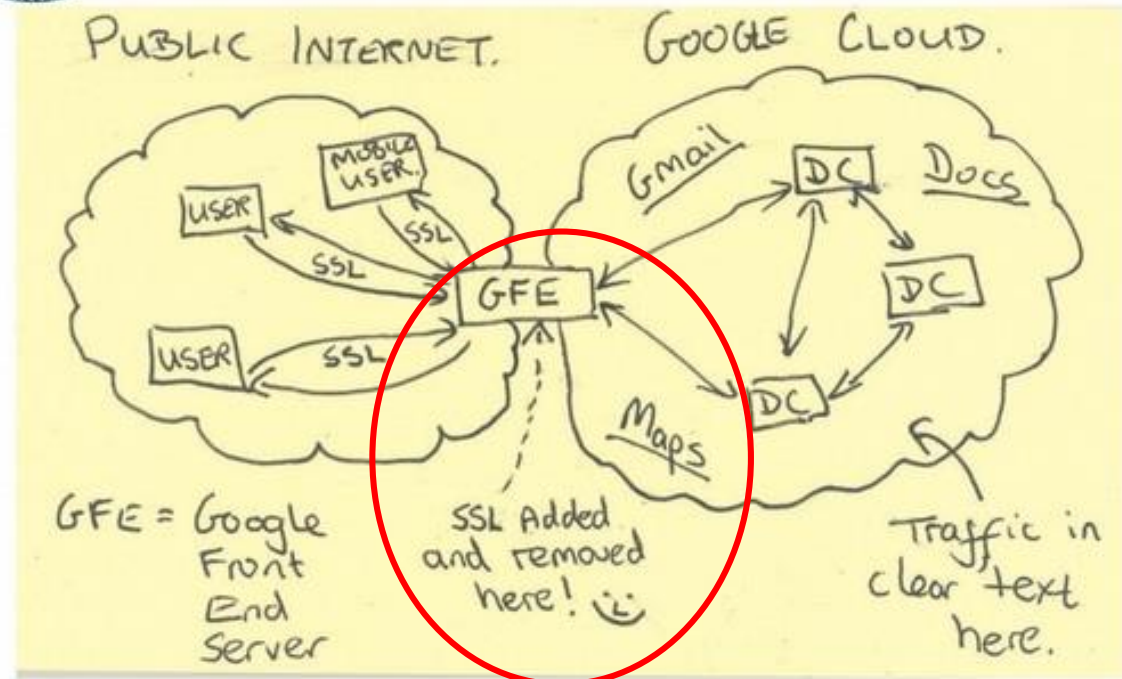 PUBLIC INTERNET.
GOOGLE CLOUD.
MOBILE
USER.
USER
SSL
SSL
GFE
USER
SSL
Gmail
DC
Docs
DC
DC
Maps
GFE = Google
Front
End
Server
SSL Added
and removed
here!
Traffic in
clear text
here.